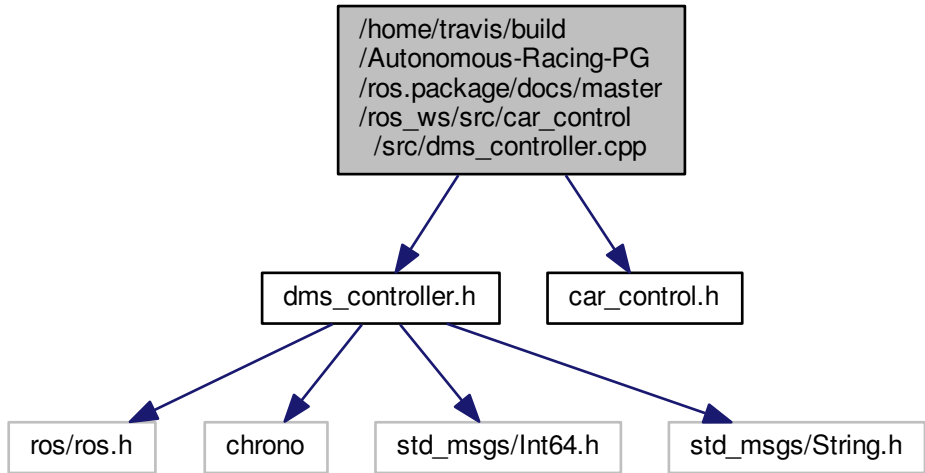 /home/travis/build
/Autonomous-Racing-PG
/ros.package/docs/master
/ros_ws/src/car_control
/src/dms_controller.cpp
dms_controller.h
car_control.h
ros/ros.h
chrono
std_msgs/Int64.h
std_msgs/String.h